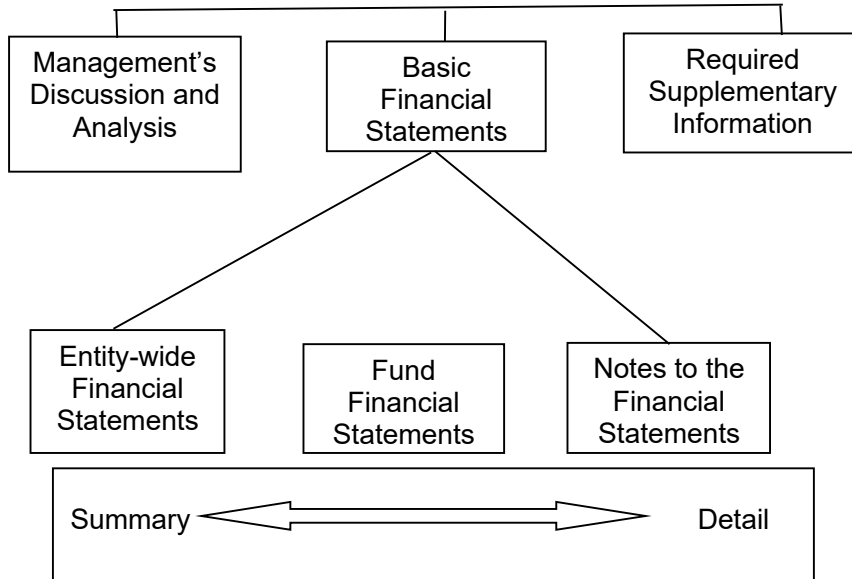 Management’s
Discussion and
Analysis
Basic
Financial
Statements
Required
Supplementary
Information
Entity-wide
Financial
Statements
Fund
Financial
Statements
Notes to the
Financial
Statements
Summary
Detail